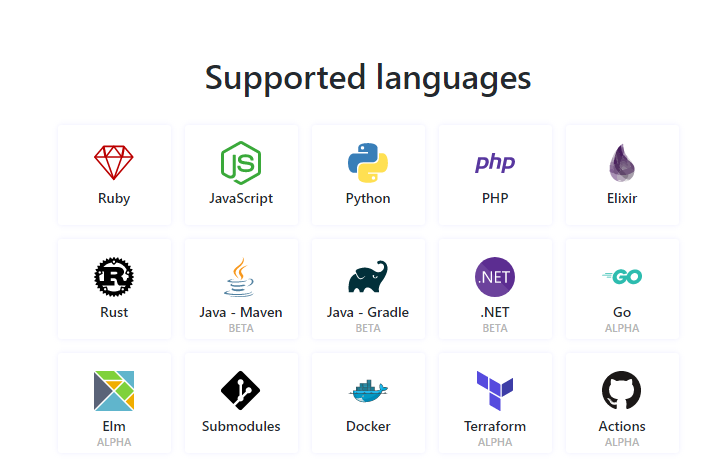 Supported languages
JS
php
Ruby
JavaScript
Python
PHP
Elixir
R
.NET
GO
Rust
Java - Maven
Java - Gradle
.NET
Go
BETA
BETA
BETA
ALPHA
Elm
Submodules
Docker
Terraform
Actions
ALPHA
ALPHA
ALPHA